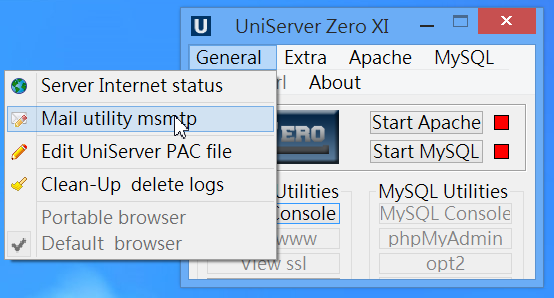 UniServer Zero XI
General Extra Apache MySQL
rl About
Server Internet status
Mail utility msmtp
Edit UniServer PAC file
Clean-Up delete logs
Portable browser
Default browser
ERO
Start Apache
Start MySQL
Utilities
Console
www
View ssl
MySQL Utilities
MySQL Console
phpMyAdmin
opt2